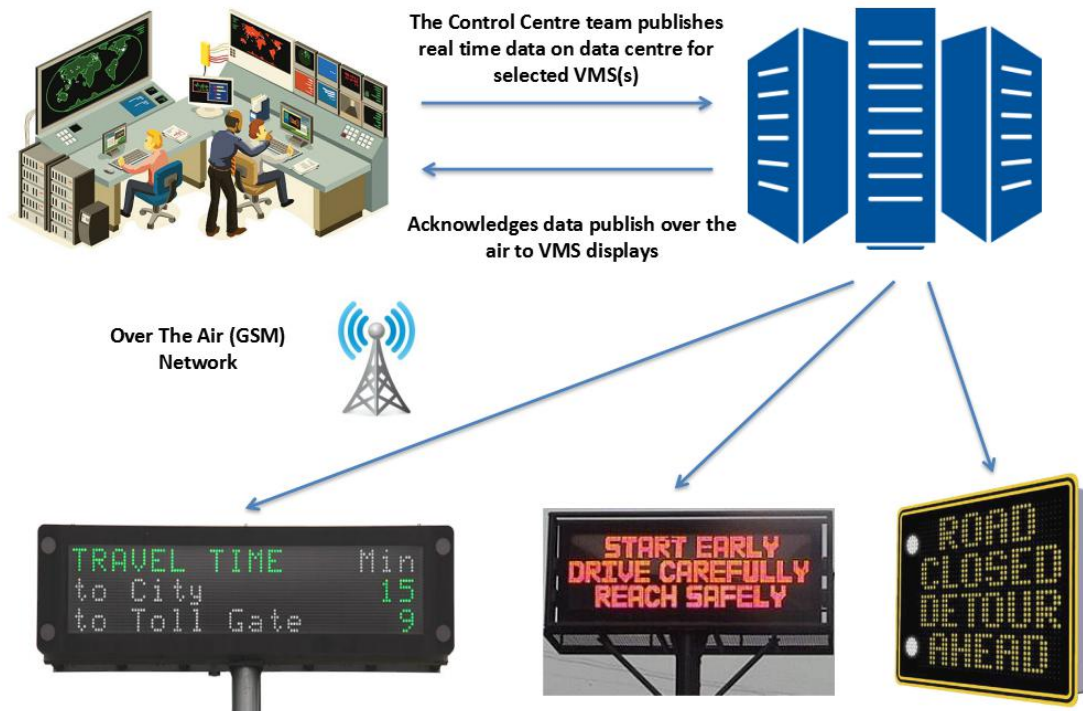 The Control Centre team publishes
real time data on data centre for
selected VMS(s)
Acknowledges data publish over the
air to VMS displays
Over The Air (GSM)
Network
TRAVEL TIME Min
to City 15
to Toll Gate 9
START EARLY
DRIVE CAREFULLY
REACH SAFELY
ROAD
CLOSED
DETOUR
AHEAD